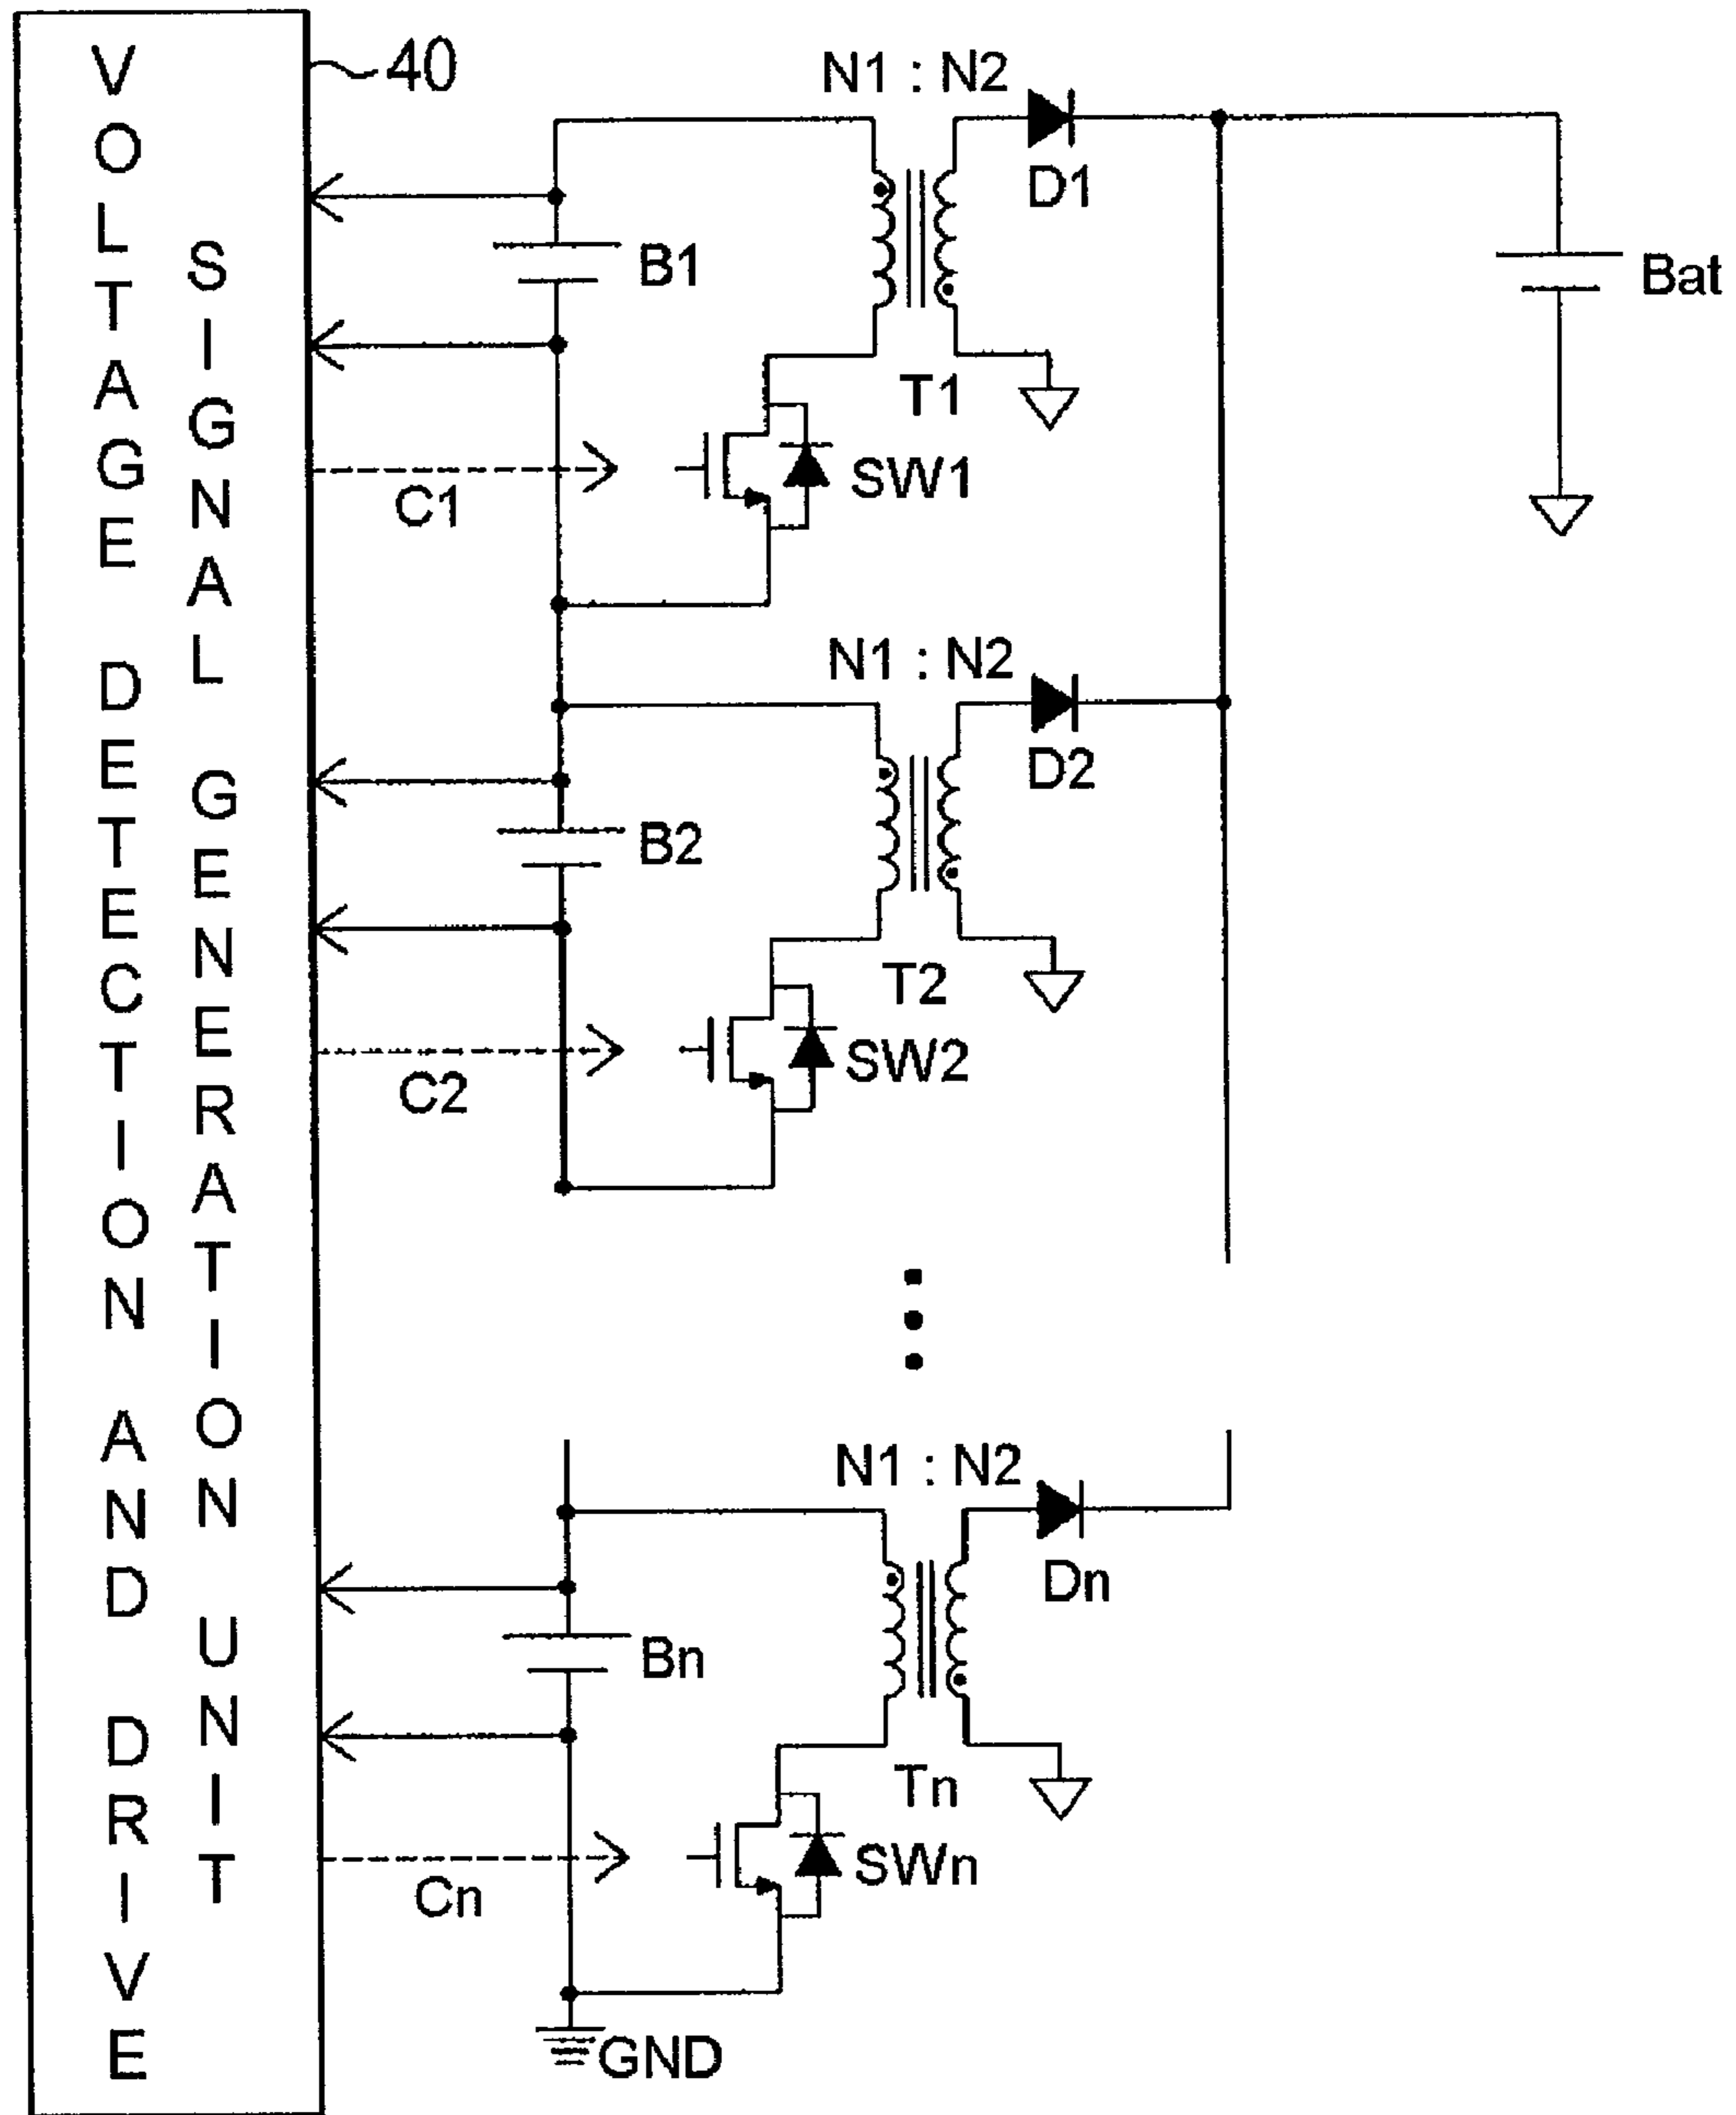 VOLTAGE DETECTION AND DRIVE
SIGNAL GENERATION UNIT
40
N1 : N2
D1
B1
Bat
T1
C1
SW1
N1 : N2
D2
B2
T2
C2
SW2
N1 : N2
Dn
Bn
Tn
Cn
SWn
GND